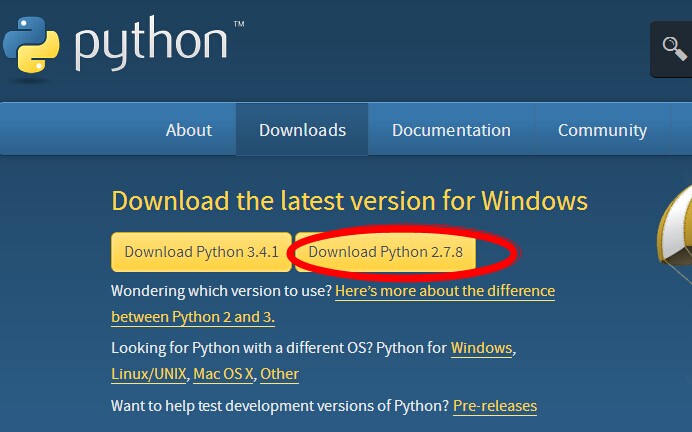 python™
About Downloads Documentation Community
Download the latest version for Windows
Download Python 3.4.1 Download Python 2.7.8
Wondering which version to use? Here's more about the difference
between Python 2 and 3.
Looking for Python with a different OS? Python for Windows,
Linux/UNIX, Mac OS X, Other
Want to help test development versions of Python? Pre-releases